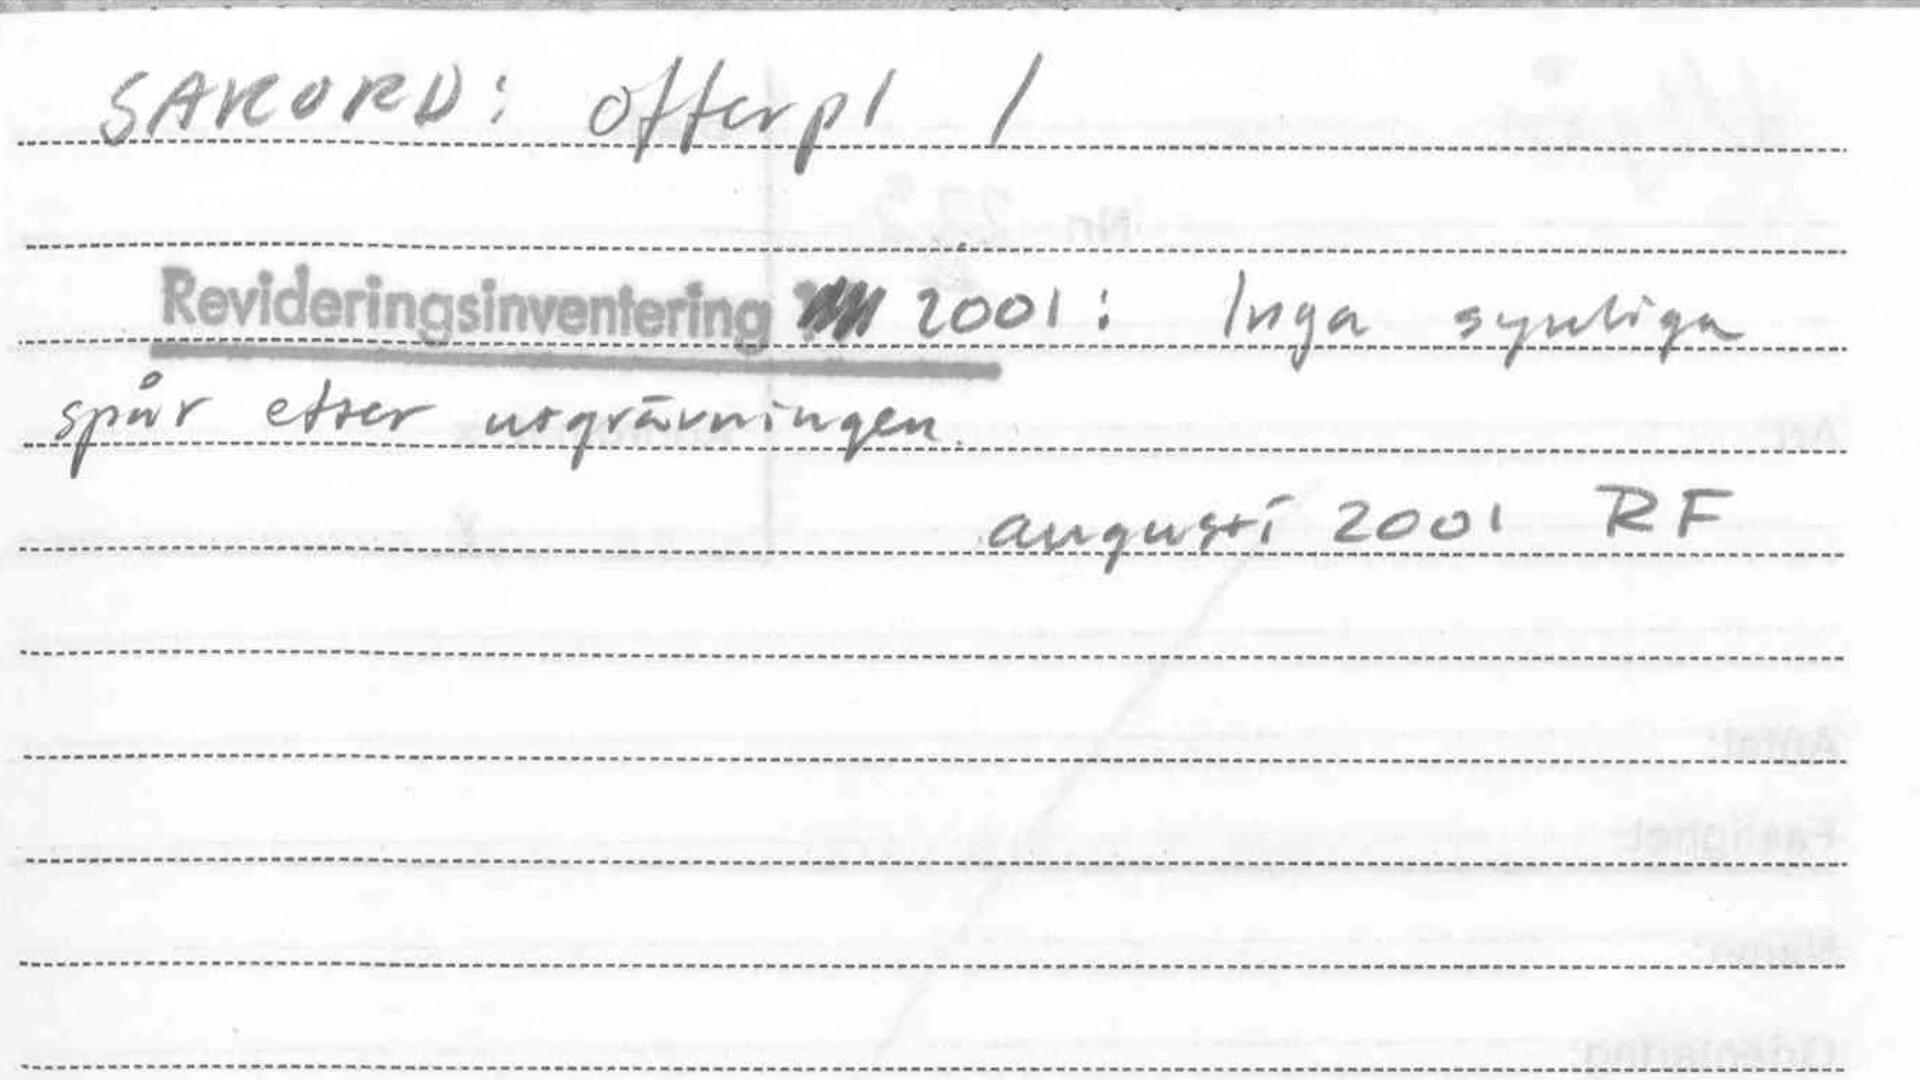 SAKORD: offerpl /
Revideringsinventering 2001: Inga synliga
spår efter utgrävningen.
augusti 2001 RF